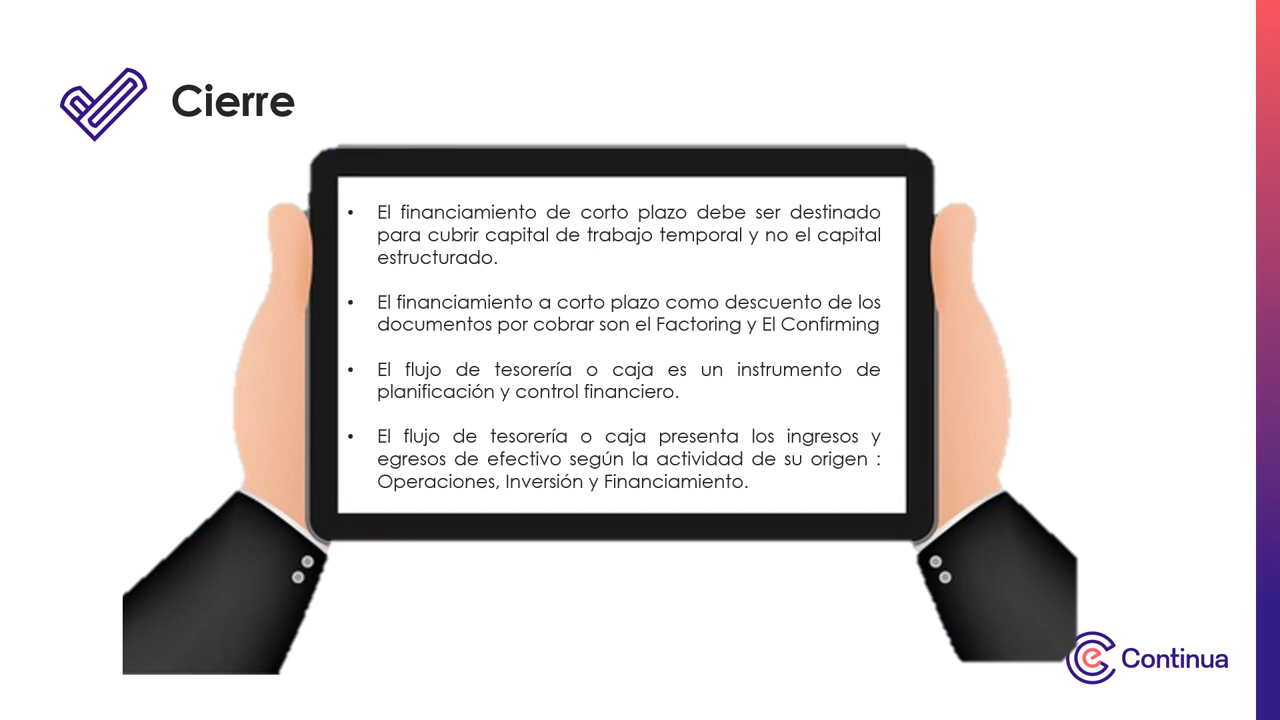 Cierre
• El financiamiento de corto plazo debe ser destinado
para cubrir capital de trabajo temporal y no el capital
estructurado.
• El financiamiento a corto plazo como descuento de los
documentos por cobrar son el Factoring y El Confirming
• El flujo de tesorería o caja es un instrumento de
planificación y control financiero.
• El flujo de tesorería o caja presenta los ingresos y
egresos de efectivo según la actividad de su origen :
Operaciones, Inversión y Financiamiento.
e Continua